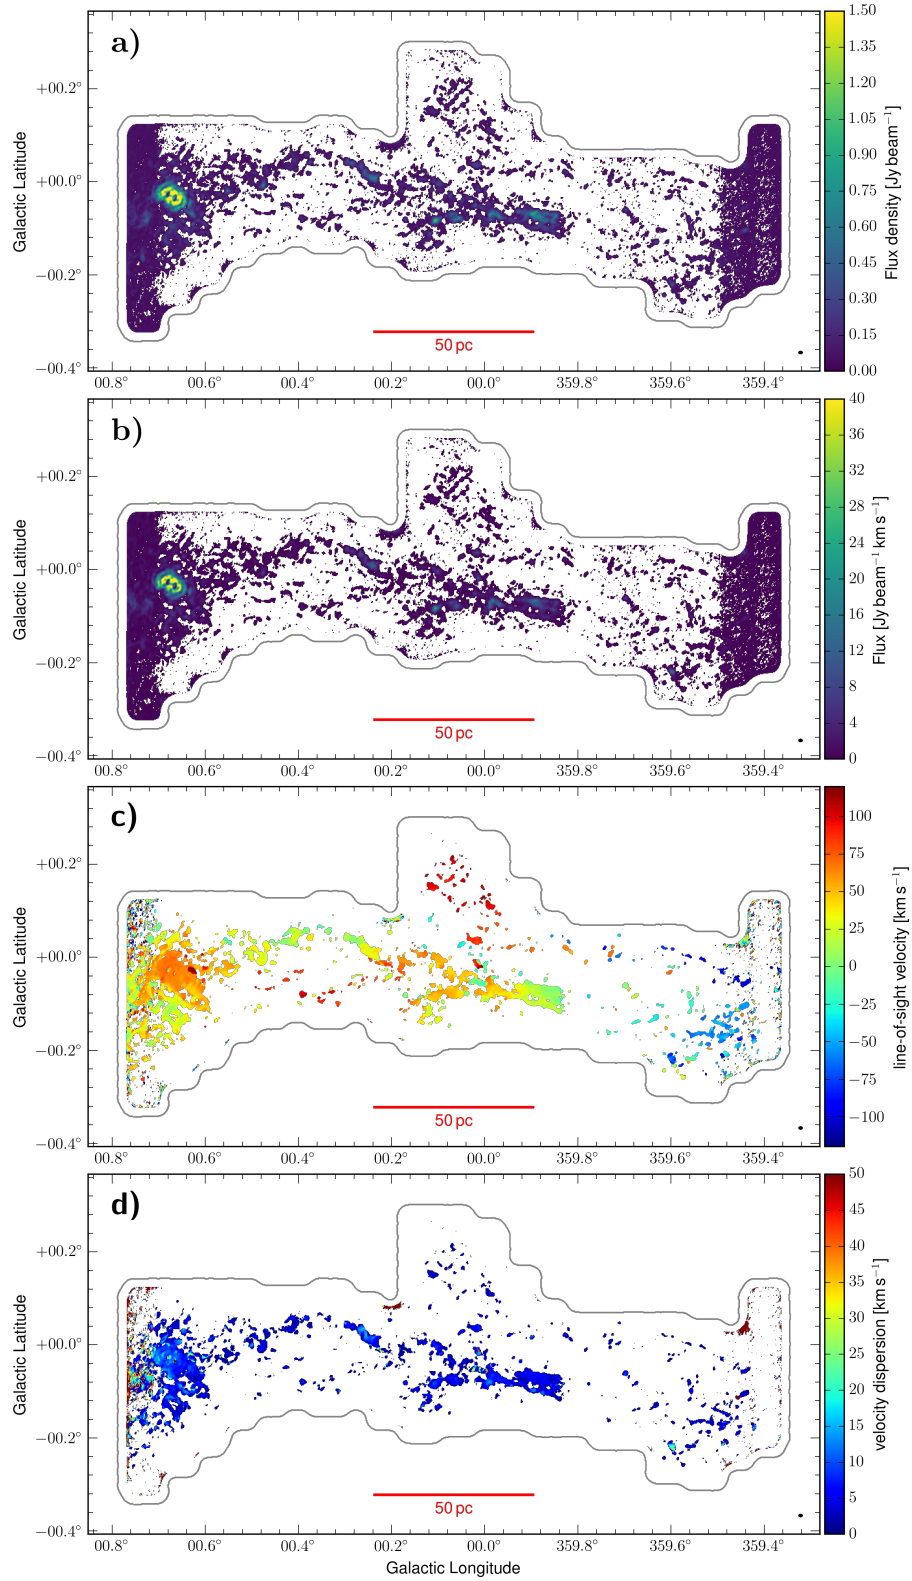 a)
Galactic Latitude
+00.2°
+00.0°
−00.2°
−00.4°
50 pc
00.8° 00.6° 00.4° 00.2° 00.0° 359.8° 359.6° 359.4°
1.50
1.35
1.20
1.05
0.90
0.75
0.60
0.45
0.30
0.15
0.00
Flux density [Jy beam⁻¹]
b)
Galactic Latitude
+00.2°
+00.0°
−00.2°
−00.4°
50 pc
00.8° 00.6° 00.4° 00.2° 00.0° 359.8° 359.6° 359.4°
40
36
32
28
24
20
16
12
8
4
0
Flux [Jy beam⁻¹ km s⁻¹]
c)
Galactic Latitude
+00.2°
+00.0°
−00.2°
−00.4°
50 pc
00.8° 00.6° 00.4° 00.2° 00.0° 359.8° 359.6° 359.4°
100
75
50
25
0
−25
−50
−75
−100
line-of-sight velocity [km s⁻¹]
d)
Galactic Latitude
+00.2°
+00.0°
−00.2°
−00.4°
50 pc
00.8° 00.6° 00.4° 00.2° 00.0° 359.8° 359.6° 359.4°
50
45
40
35
30
25
20
15
10
5
0
velocity dispersion [km s⁻¹]
Galactic Longitude